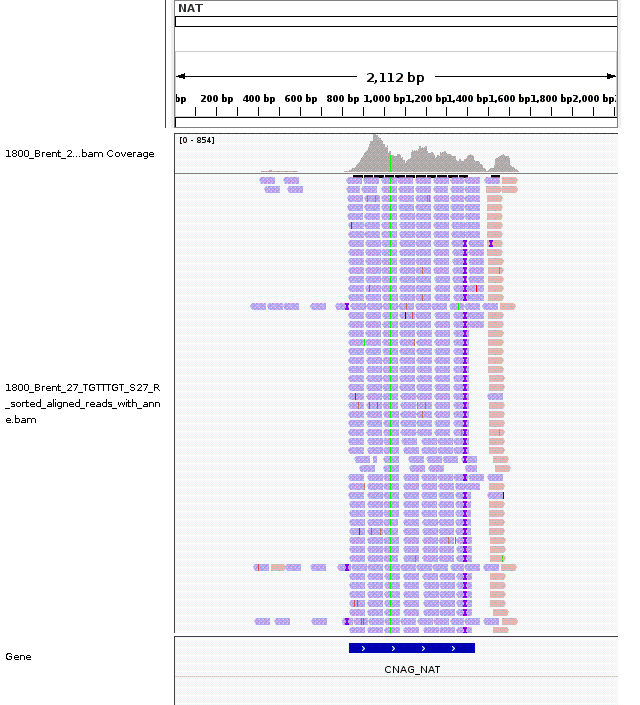 NAT
2,112 bp
bp 200 bp 400 bp 600 bp 800 bp 1,000 bp 1,200 bp 1,400 bp 1,600 bp 1,800 bp 2,000 bp 2
[0 - 854]
1800_Brent_2...bam Coverage
1800_Brent_27_TGTTTGT_S27_R
_sorted_aligned_reads_with_ann
e.bam
Gene
CNAG_NAT